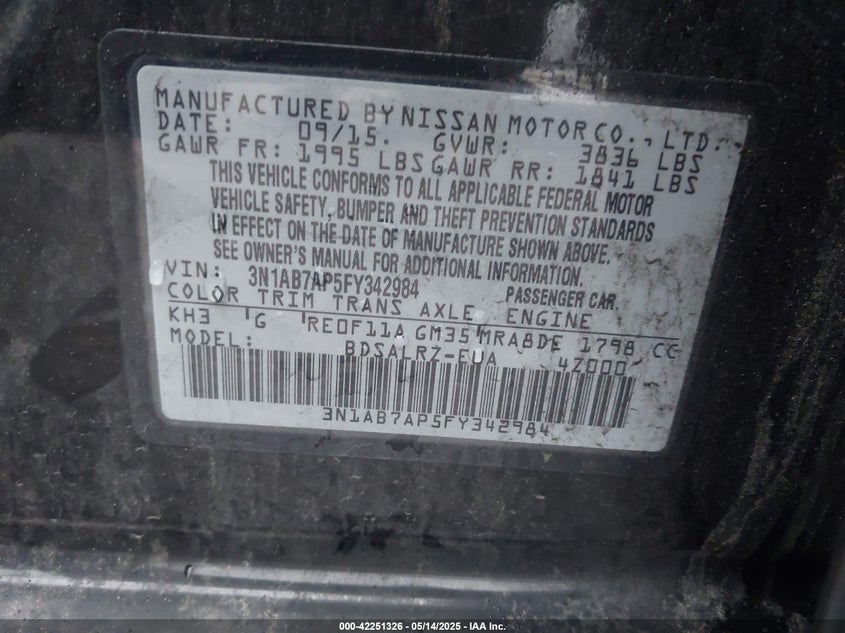 MANUFACTURED BY NISSAN MOTOR CO., LTD.
DATE: 09/15. GVWR: 3836 LBS
GAWR FR: 1995 LBS GAWR RR: 1841 LBS
THIS VEHICLE CONFORMS TO ALL APPLICABLE FEDERAL MOTOR
VEHICLE SAFETY, BUMPER AND THEFT PREVENTION STANDARDS
IN EFFECT ON THE DATE OF MANUFACTURE SHOWN ABOVE.
SEE OWNER'S MANUAL FOR ADDITIONAL INFORMATION.
VIN: 3N1AB7AP5FY342984 PASSENGER CAR
COLOR TRIM TRANS AXLE ENGINE
KH3 G RE0F11A GM35 MRA8DE 1798 CC
MODEL: BDSALRZ-EUA 4Z000
3N1AB7AP5FY342984
000-42251326 - 05/14/2025 - IAA Inc.